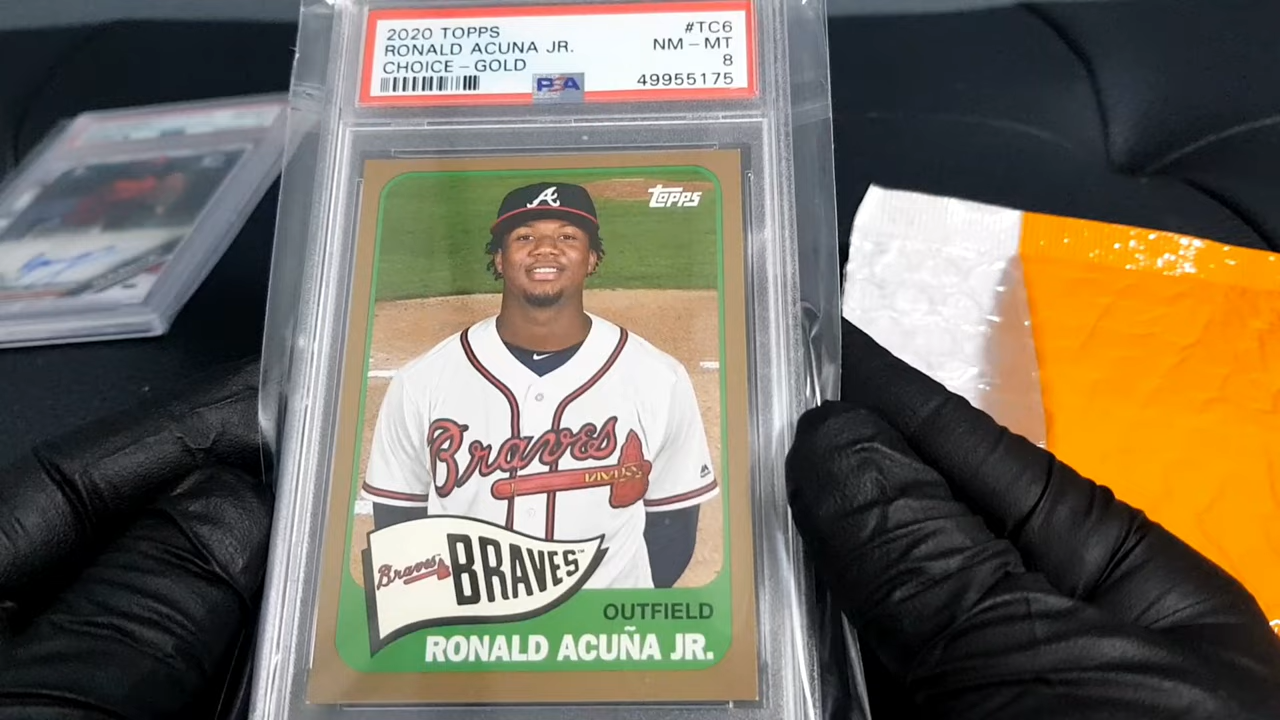 2020 TOPPS #TC6
RONALD ACUNA JR. NM - MT
CHOICE - GOLD 8
PSA 49955175
A
topps
Braves
Braves BRAVES™
OUTFIELD
RONALD ACUÑA JR.